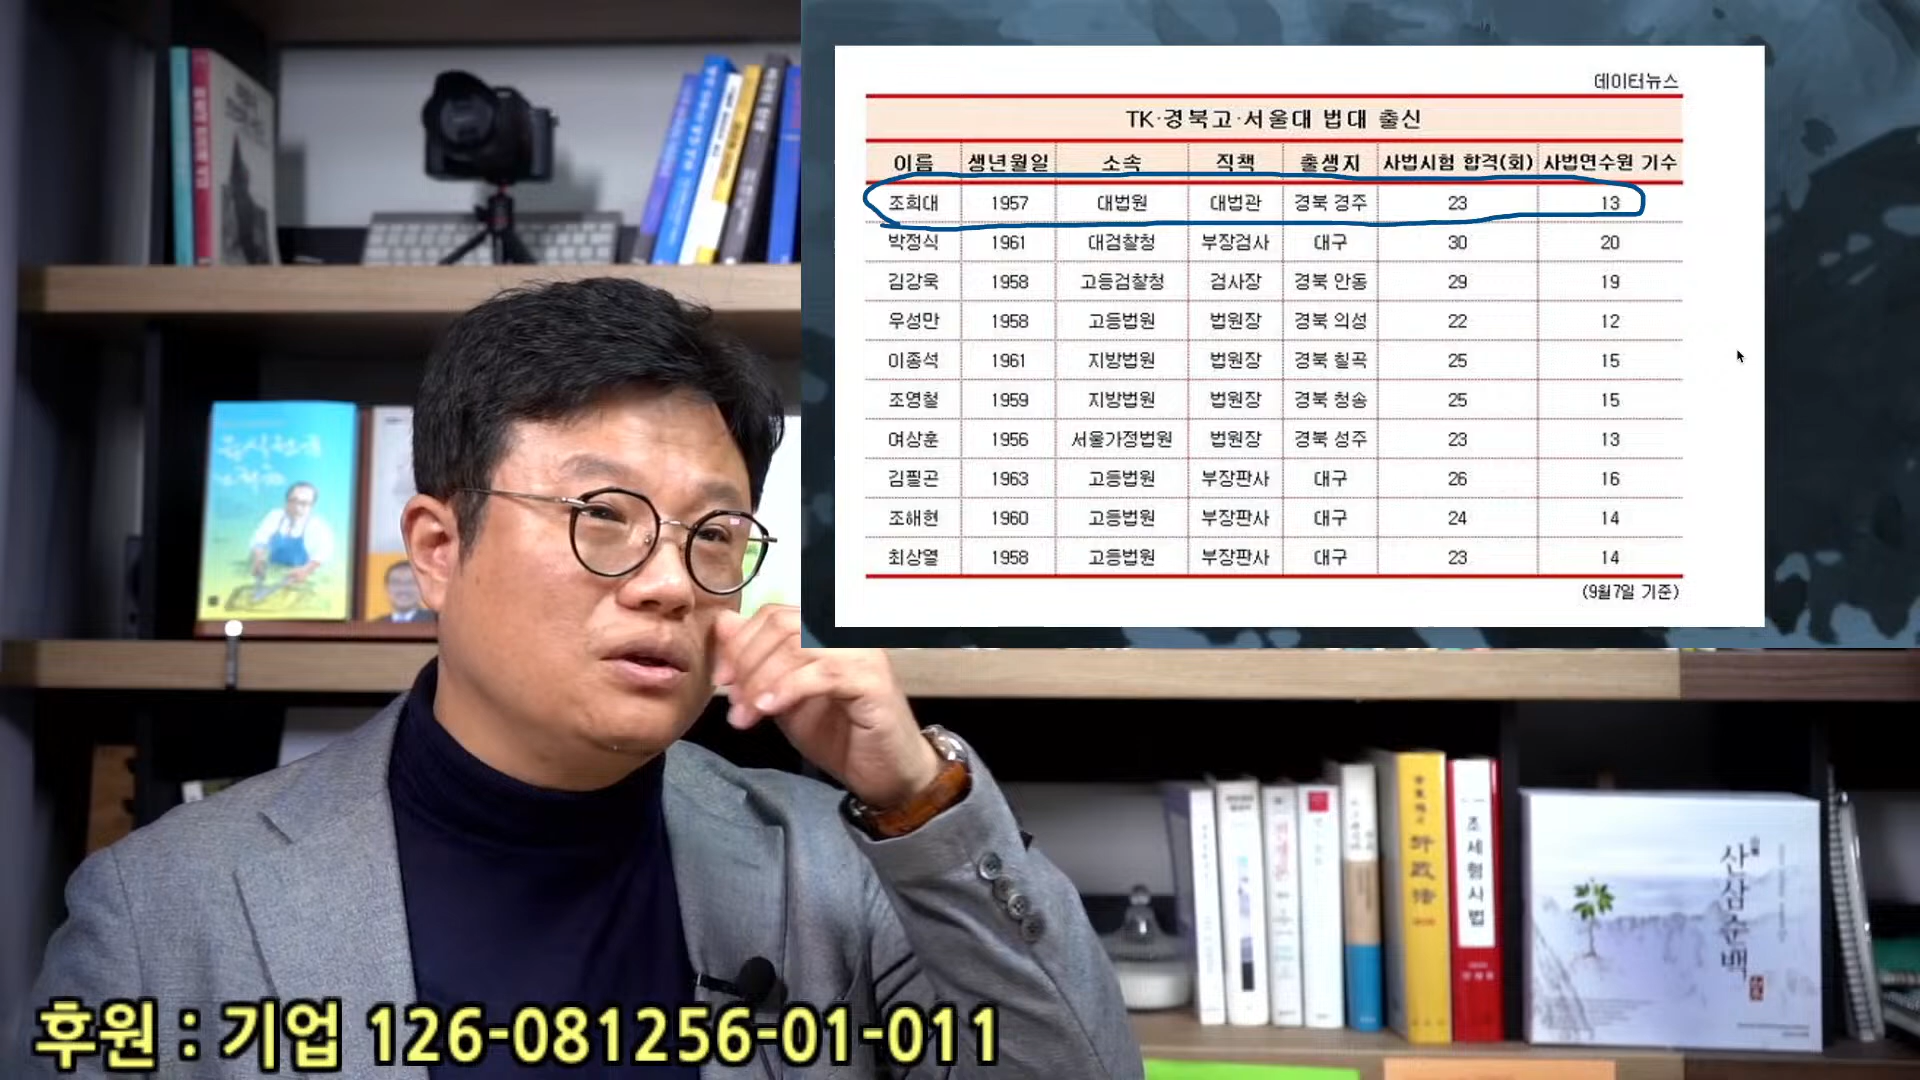 데이터뉴스
TK·경북고·서울대 법대 출신
이름 생년월일 소속 직책 출생지 사법시험 합격(회) 사법연수원 기수
조희대 1957 대법원 대법관 경북 경주 23 13
박정식 1961 대검찰청 부장검사 대구 30 20
김강욱 1958 고등검찰청 검사장 경북 안동 29 19
우성만 1958 고등법원 법원장 경북 의성 22 12
이종석 1961 지방법원 법원장 경북 칠곡 25 15
조영철 1959 지방법원 법원장 경북 청송 25 15
여상훈 1956 서울가정법원 법원장 경북 성주 23 13
김필곤 1963 고등법원 부장판사 대구 26 16
조해현 1960 고등법원 부장판사 대구 24 14
최상열 1958 고등법원 부장판사 대구 23 14
(9월7일 기준)
조세형사법
산삼순백
후원 : 기업 126-081256-01-011